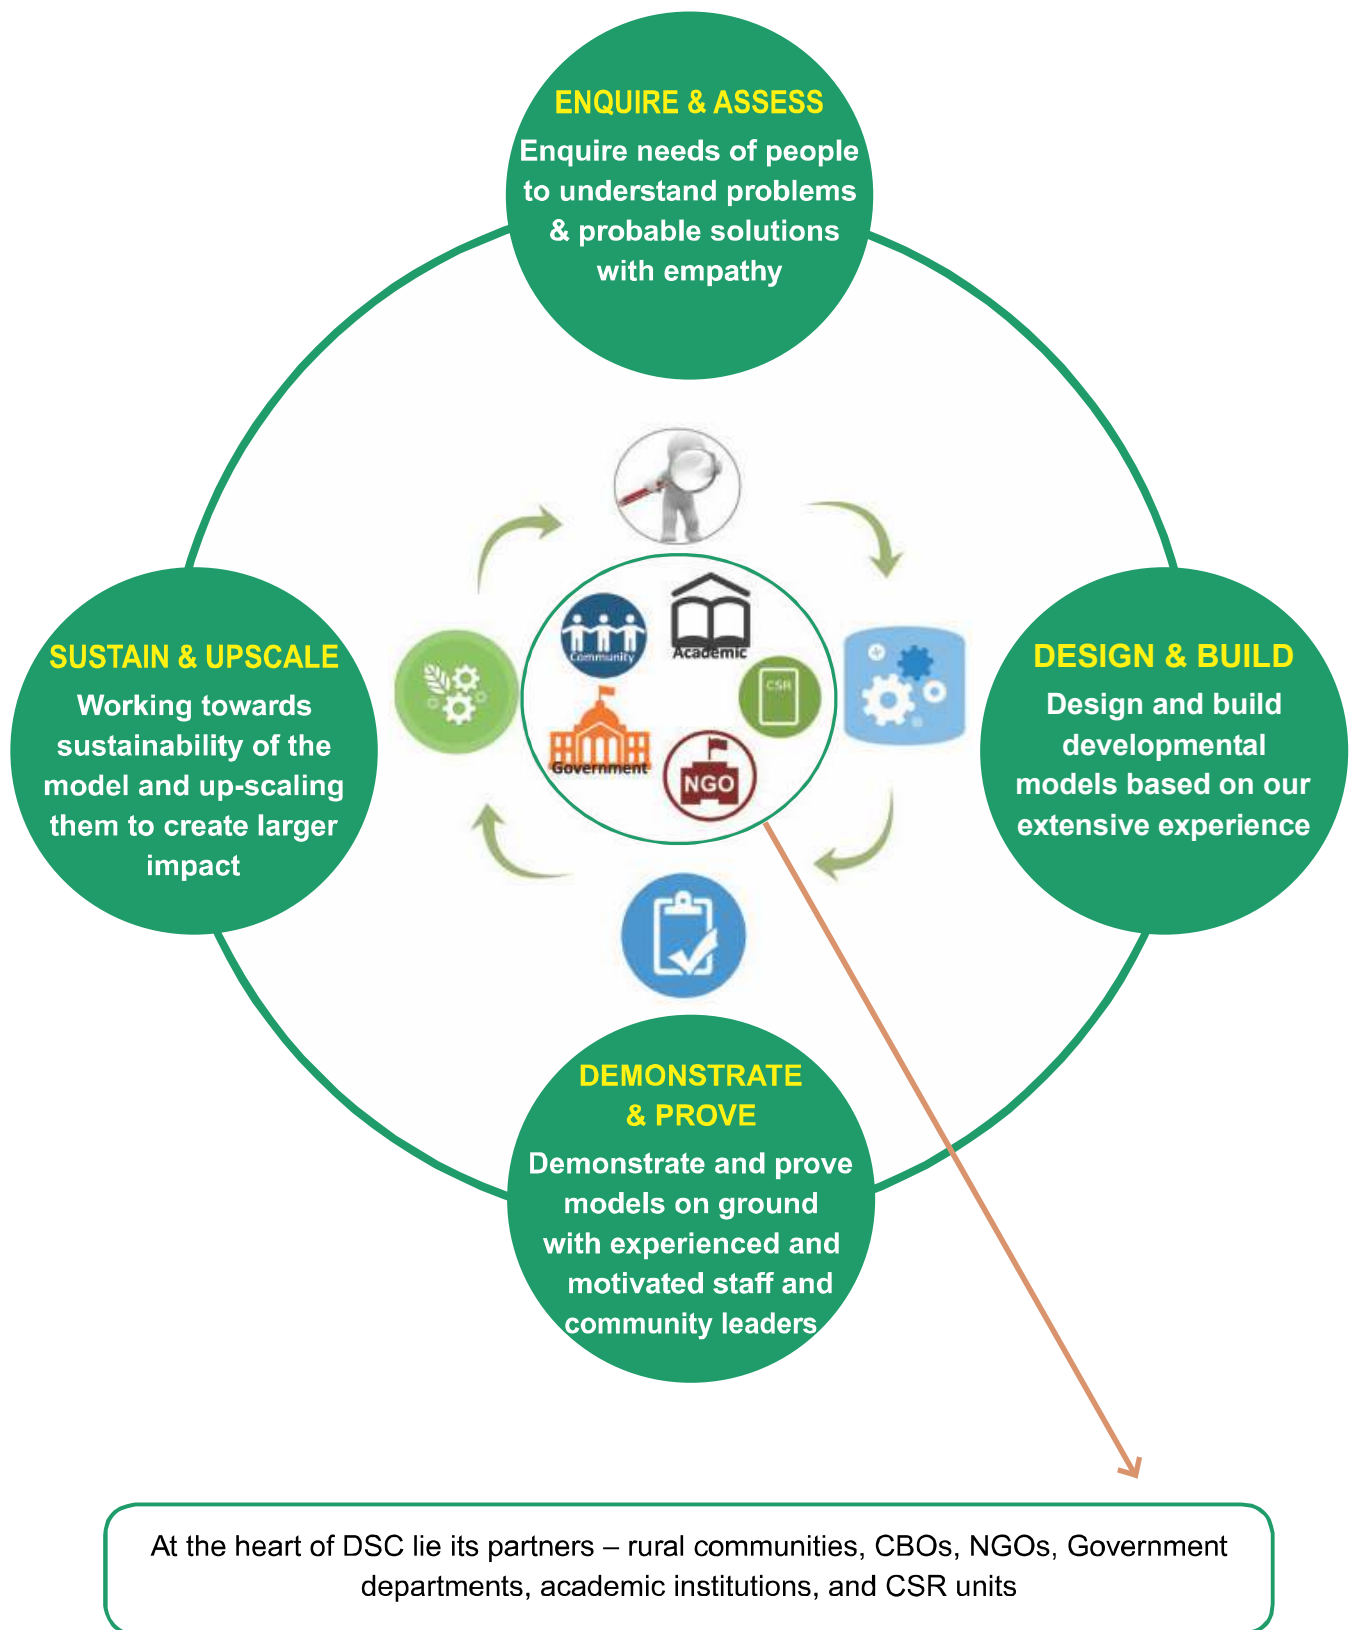 ENQUIRE & ASSESS
Enquire needs of people
to understand problems
& probable solutions
with empathy
Community
Academic
CSR
Government
NGO
SUSTAIN & UPSCALE
Working towards
sustainability of the
model and up-scaling
them to create larger
impact
DESIGN & BUILD
Design and build
developmental
models based on our
extensive experience
DEMONSTRATE
& PROVE
Demonstrate and prove
models on ground
with experienced and
motivated staff and
community leaders
At the heart of DSC lie its partners – rural communities, CBOs, NGOs, Government
departments, academic institutions, and CSR units